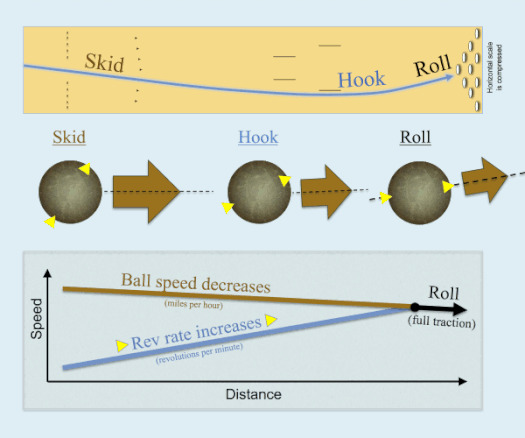 Skid
Hook
Roll
Horizontal scale
is compressed
Skid
Hook
Roll
Ball speed decreases
(miles per hour)
Rev rate increases
(revolutions per minute)
Roll
(full traction)
Speed
Distance